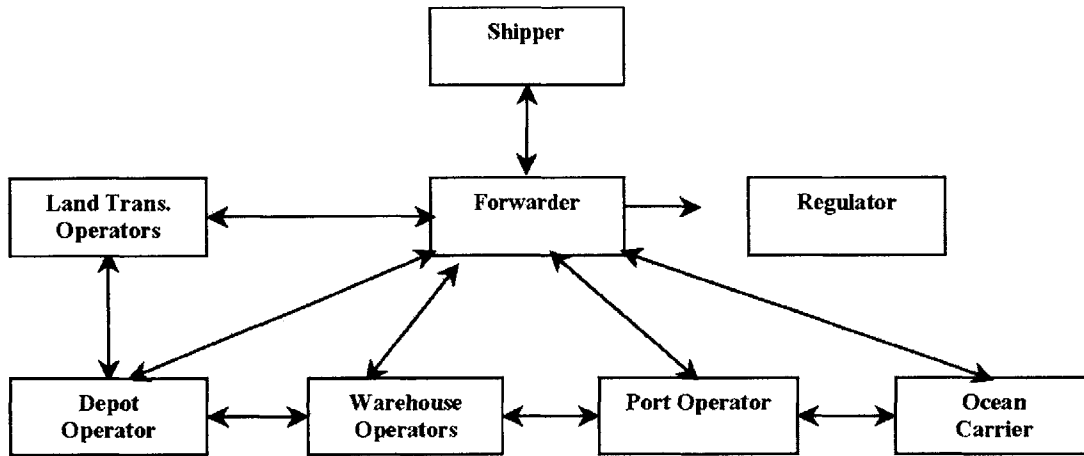 Shipper
Land Trans.
Operators
Forwarder
Regulator
Depot
Operator
Warehouse
Operators
Port Operator
Ocean
Carrier